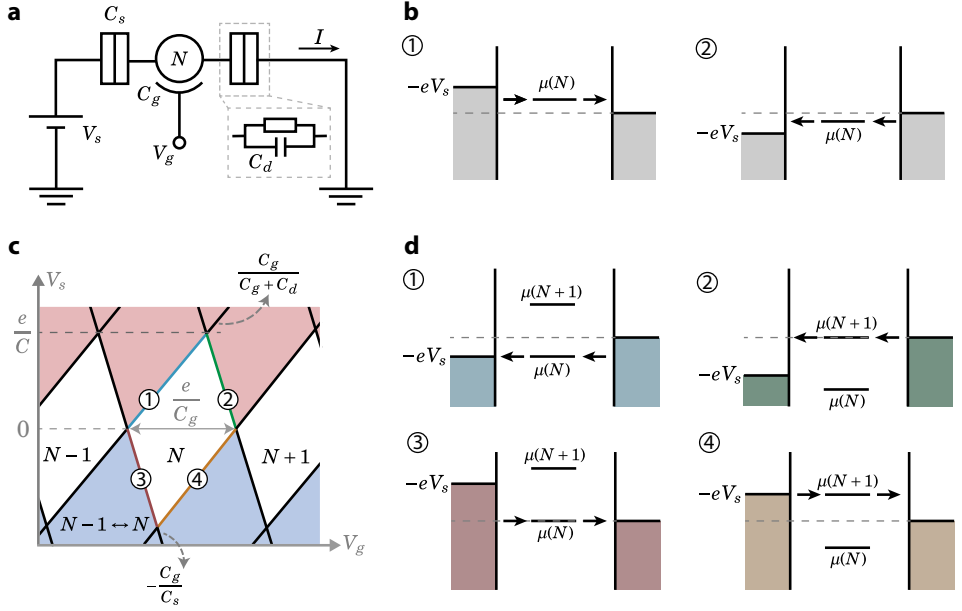 a
C_s
N
I
C_g
V_s
V_g
C_d
b
①
−eV_s
μ(N)
②
−eV_s
μ(N)
c
V_s
C_g / (C_g + C_d)
e/C
① e/C_g ②
0
N−1 N N+1
③ ④
N−1 ↔ N
V_g
−C_g/C_s
d
①
μ(N+1)
−eV_s
μ(N)
②
μ(N+1)
−eV_s
μ(N)
③
μ(N+1)
−eV_s
μ(N)
④
−eV_s
μ(N+1)
μ(N)